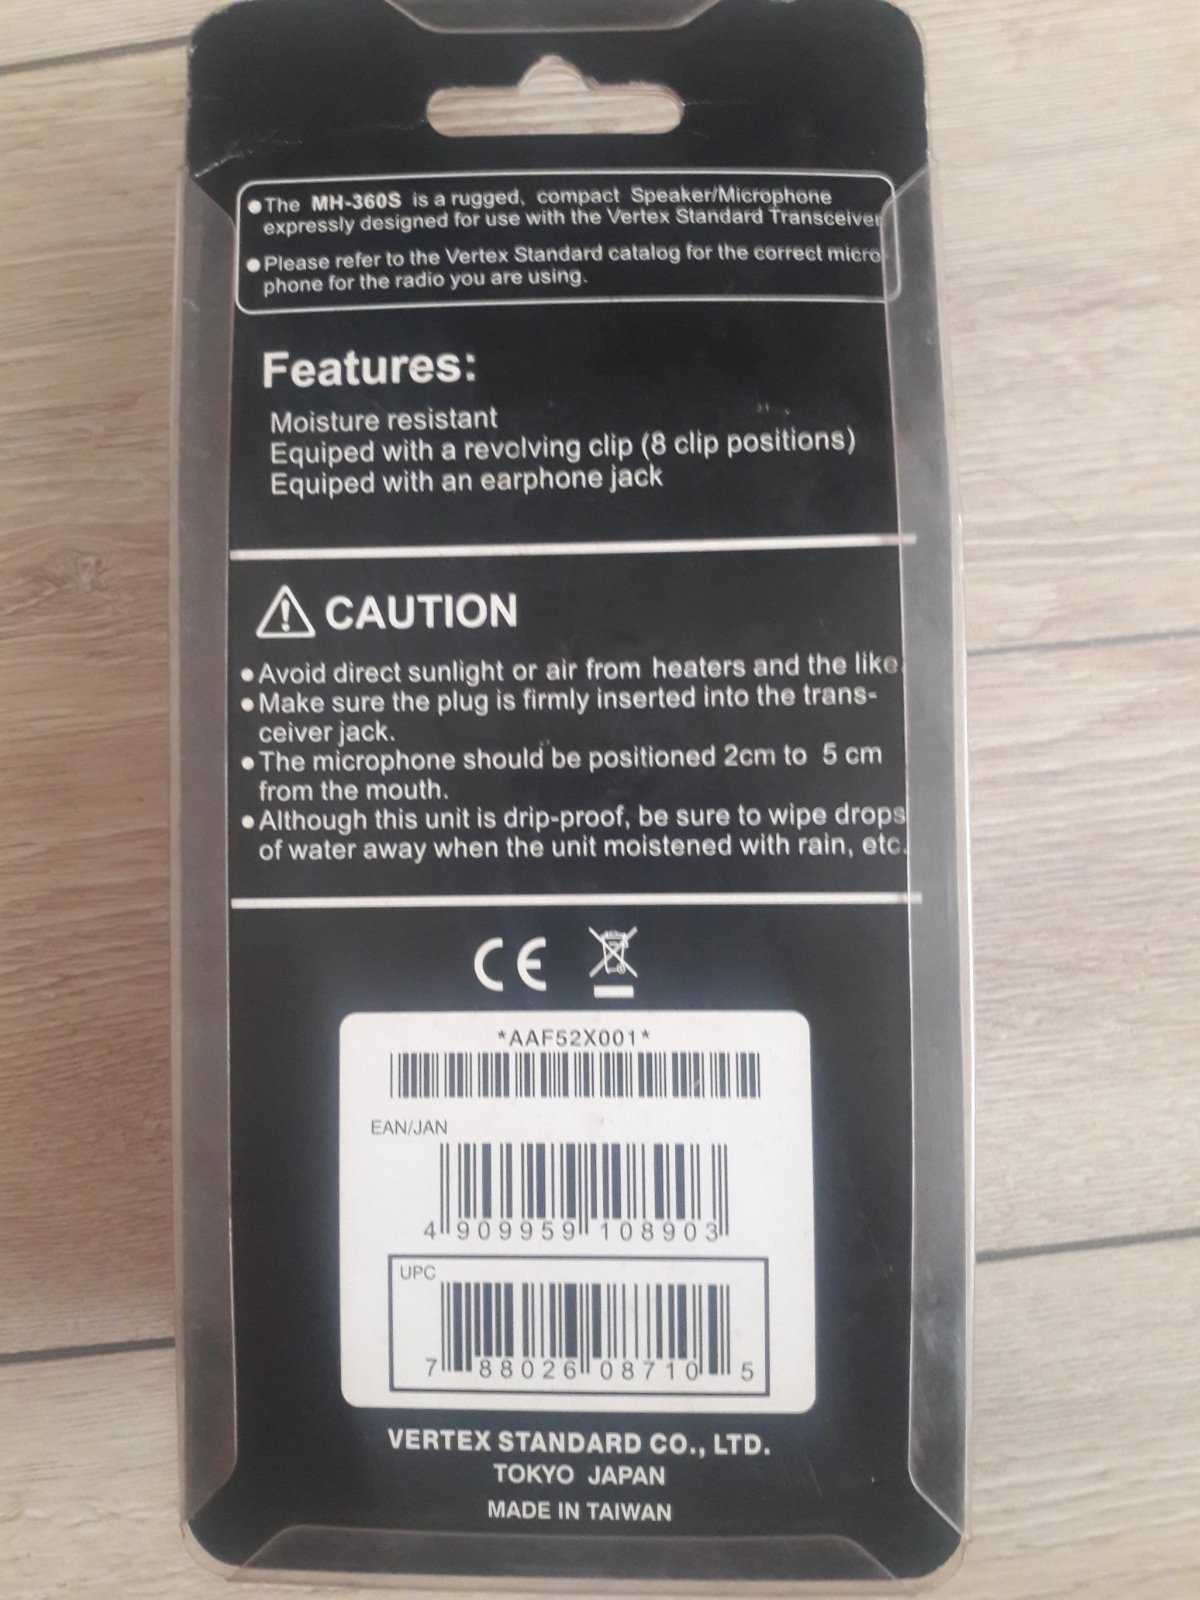 ●The MH-360S is a rugged, compact Speaker/Microphone
expressly designed for use with the Vertex Standard Transceiver
●Please refer to the Vertex Standard catalog for the correct micro-
phone for the radio you are using.
Features:
Moisture resistant
Equiped with a revolving clip (8 clip positions)
Equiped with an earphone jack
CAUTION
●Avoid direct sunlight or air from heaters and the like.
●Make sure the plug is firmly inserted into the trans-
ceiver jack.
●The microphone should be positioned 2cm to 5 cm
from the mouth.
●Although this unit is drip-proof, be sure to wipe drops
of water away when the unit moistened with rain, etc.
CE
*AAF52X001*
EAN/JAN
4 909959 108903
UPC
7 88026 08710 5
VERTEX STANDARD CO., LTD.
TOKYO JAPAN
MADE IN TAIWAN